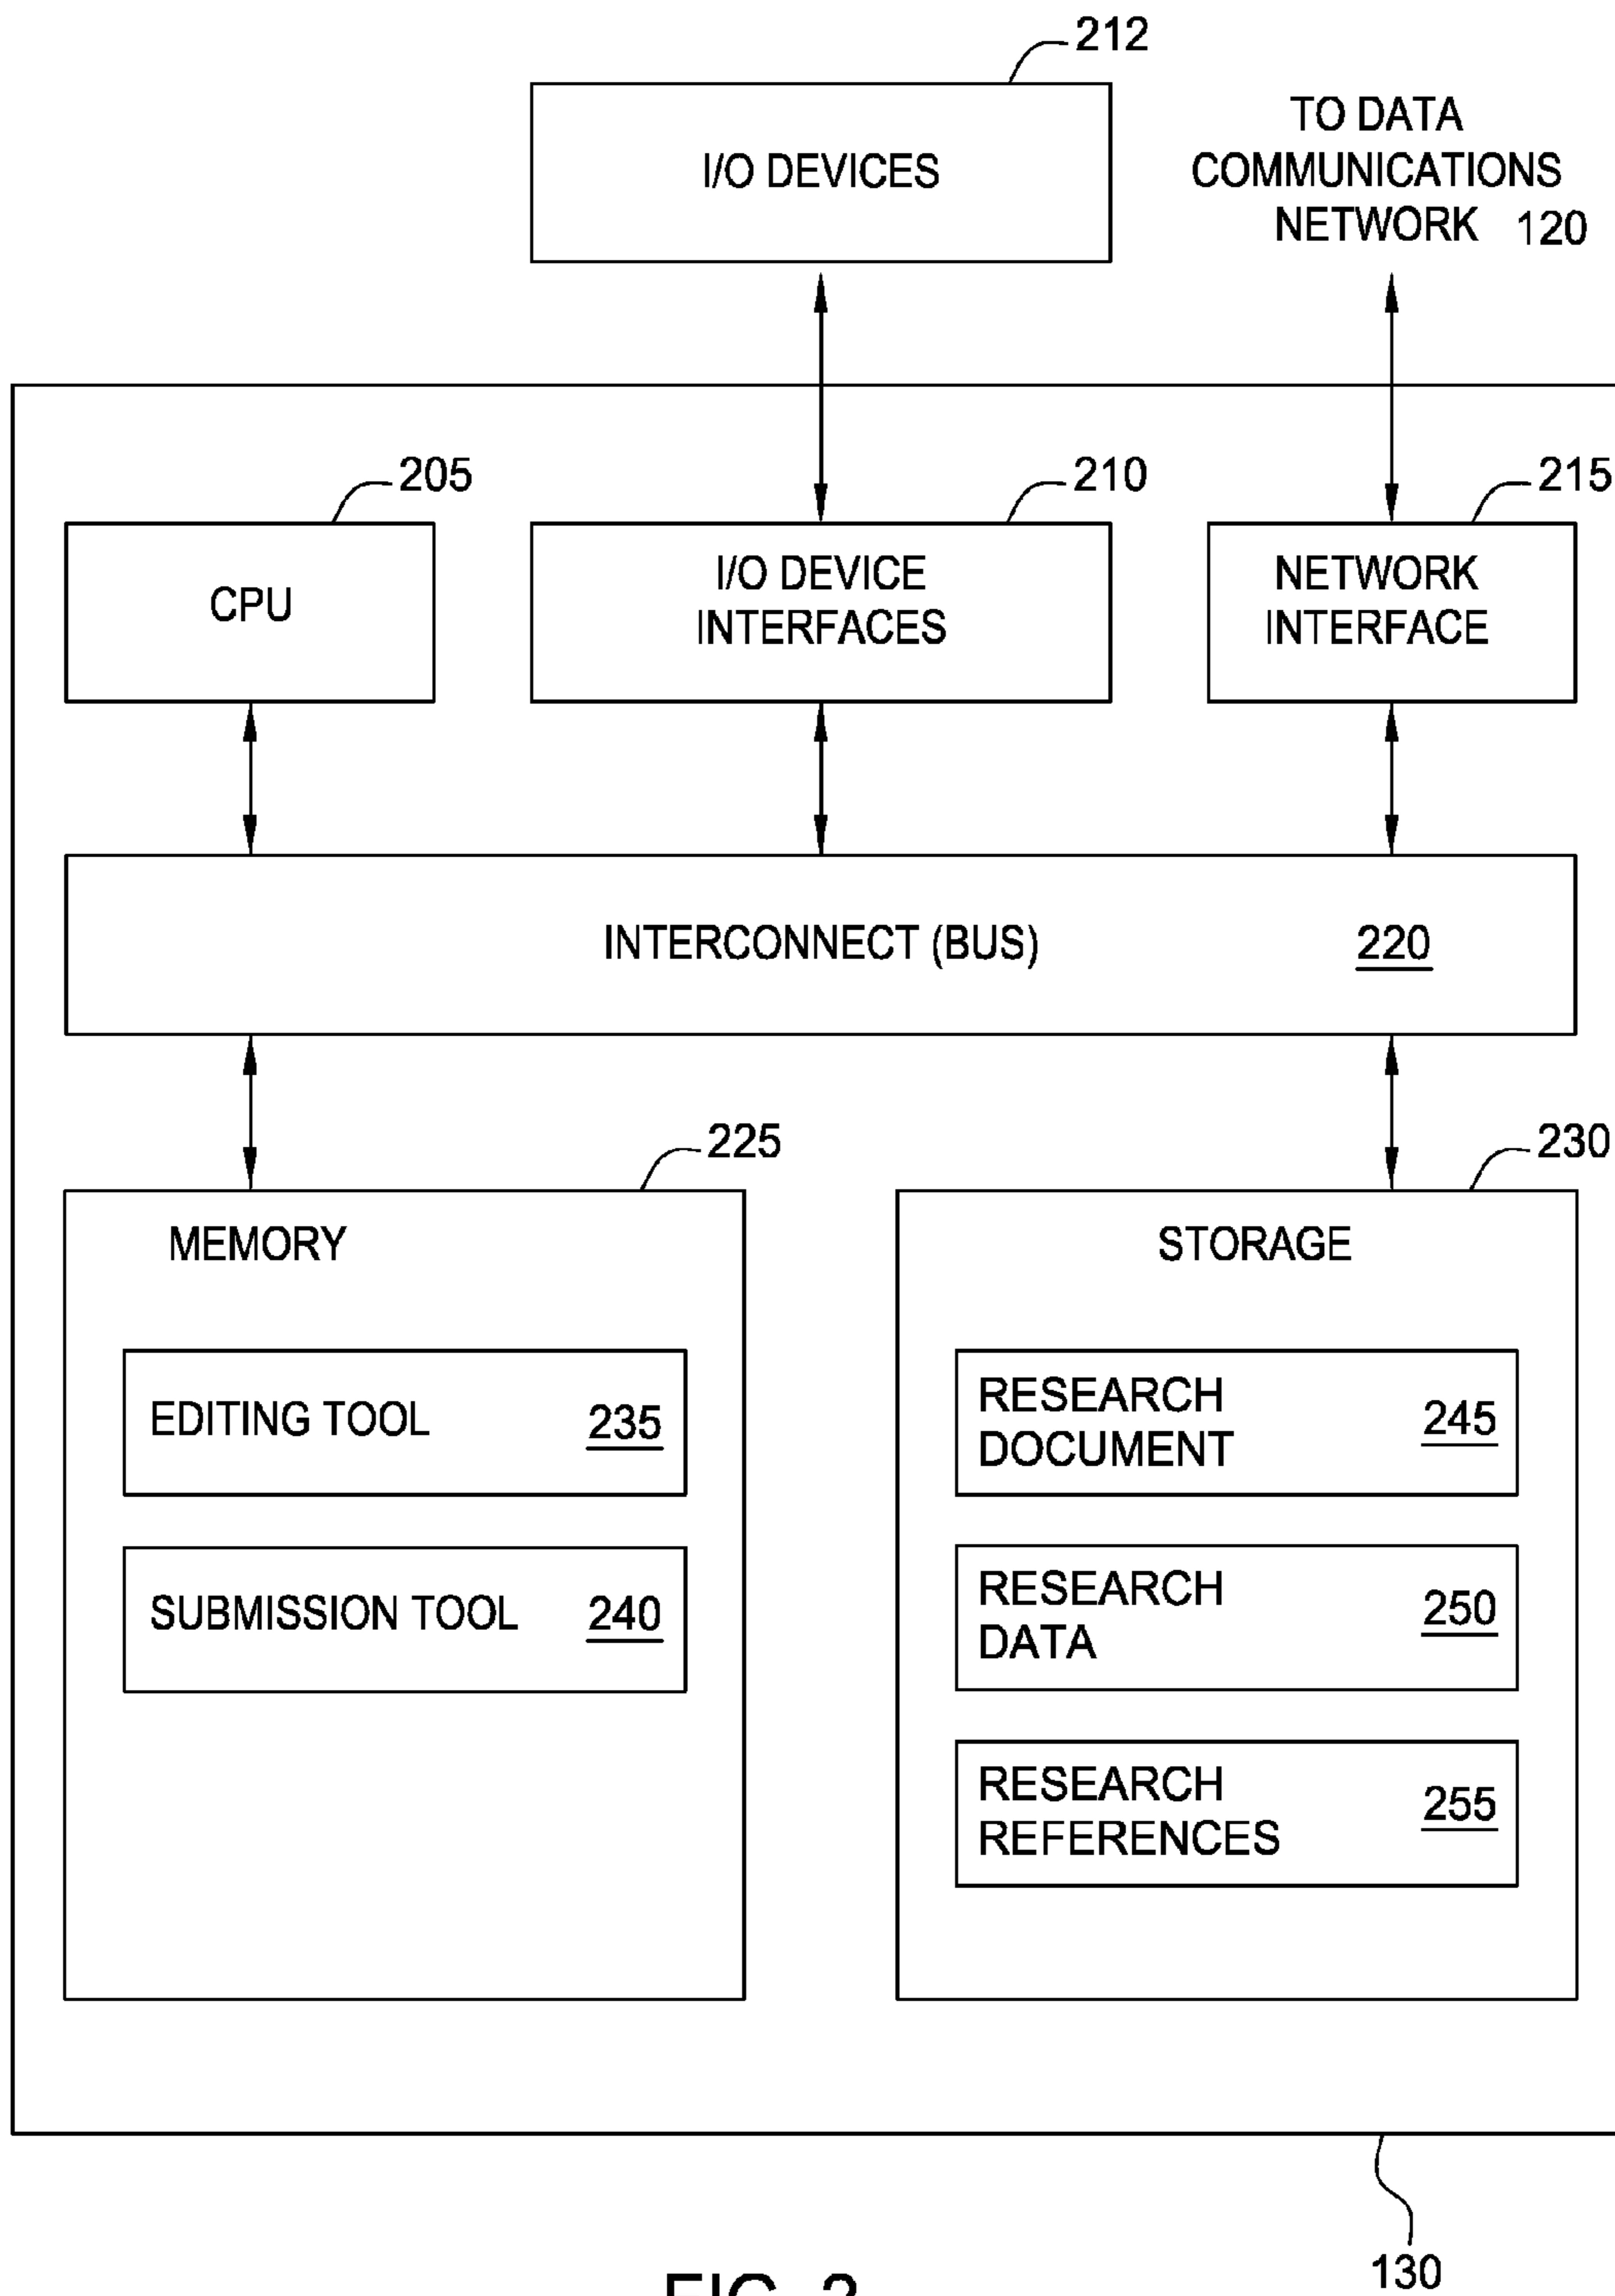 212
I/O DEVICES
TO DATA
COMMUNICATIONS
NETWORK 120
205
210
215
CPU
I/O DEVICE
INTERFACES
NETWORK
INTERFACE
INTERCONNECT (BUS) 220
225
230
MEMORY
STORAGE
EDITING TOOL 235
SUBMISSION TOOL 240
RESEARCH
DOCUMENT 245
RESEARCH
DATA 250
RESEARCH
REFERENCES 255
130
FIG. 2